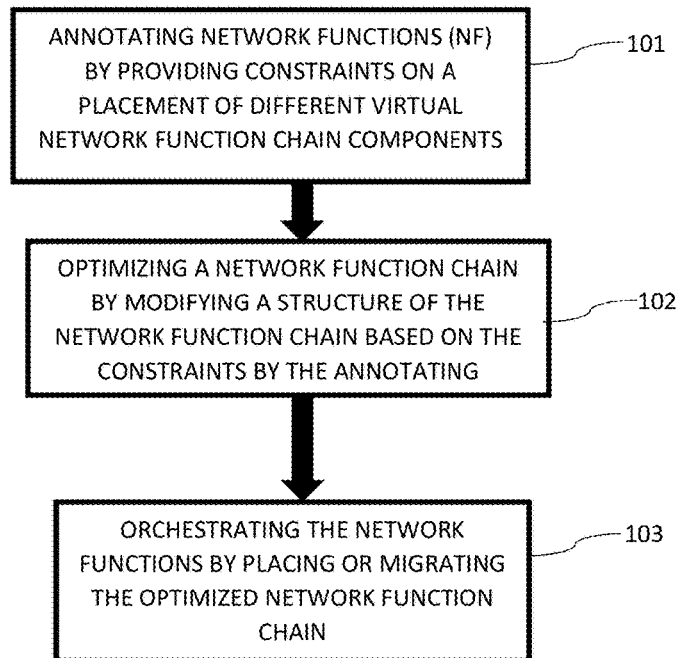 ANNOTATING NETWORK FUNCTIONS (NF)
BY PROVIDING CONSTRAINTS ON A
PLACEMENT OF DIFFERENT VIRTUAL
NETWORK FUNCTION CHAIN COMPONENTS
101
OPTIMIZING A NETWORK FUNCTION CHAIN
BY MODIFYING A STRUCTURE OF THE
NETWORK FUNCTION CHAIN BASED ON THE
CONSTRAINTS BY THE ANNOTATING
102
ORCHESTRATING THE NETWORK
FUNCTIONS BY PLACING OR MIGRATING
THE OPTIMIZED NETWORK FUNCTION
CHAIN
103